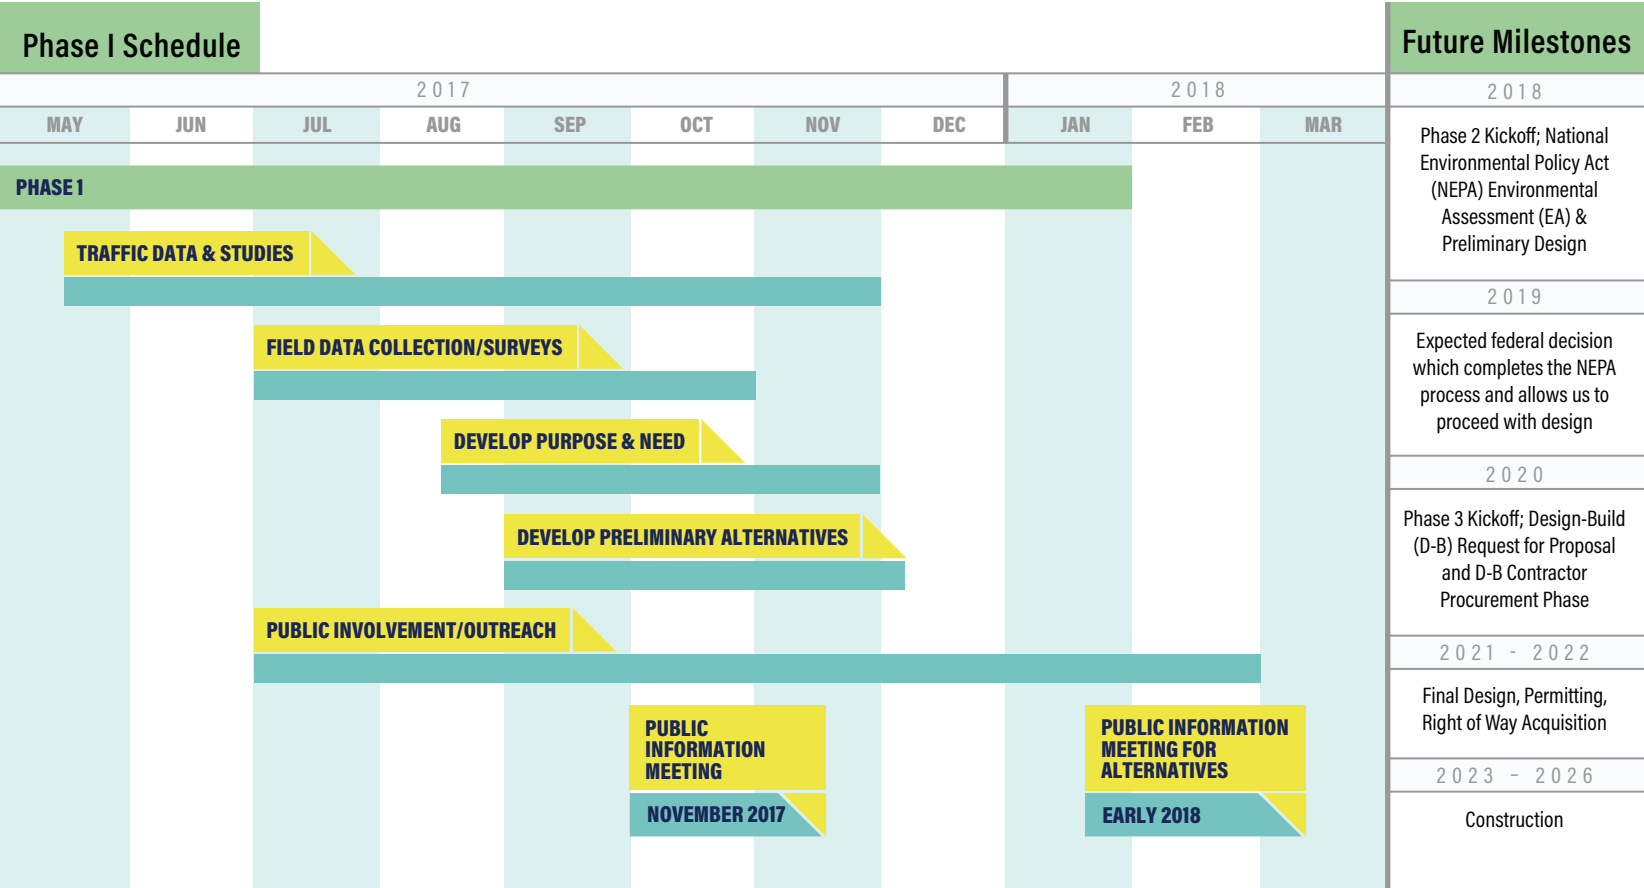 Phase I Schedule
2017
2018
MAY JUN JUL AUG SEP OCT NOV DEC JAN FEB MAR
PHASE 1
TRAFFIC DATA & STUDIES
FIELD DATA COLLECTION/SURVEYS
DEVELOP PURPOSE & NEED
DEVELOP PRELIMINARY ALTERNATIVES
PUBLIC INVOLVEMENT/OUTREACH
PUBLIC
INFORMATION
MEETING
NOVEMBER 2017
PUBLIC INFORMATION
MEETING FOR
ALTERNATIVES
EARLY 2018
Future Milestones
2018
Phase 2 Kickoff; National
Environmental Policy Act
(NEPA) Environmental
Assessment (EA) &
Preliminary Design
2019
Expected federal decision
which completes the NEPA
process and allows us to
proceed with design
2020
Phase 3 Kickoff; Design-Build
(D-B) Request for Proposal
and D-B Contractor
Procurement Phase
2021 - 2022
Final Design, Permitting,
Right of Way Acquisition
2023 – 2026
Construction